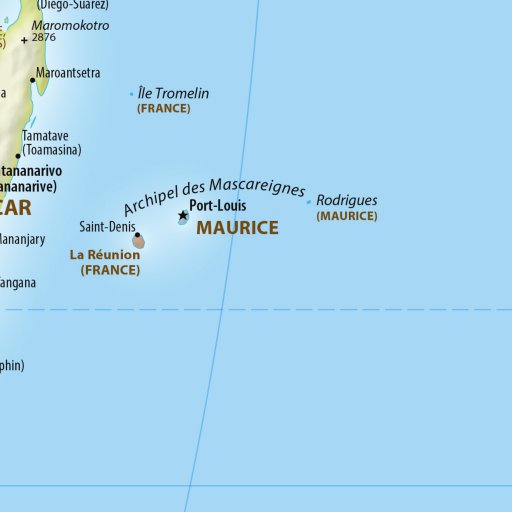 (Diego-Suarez)
Maromokotro
2876
Maroantsetra
Île Tromelin
(FRANCE)
Tamatave
(Toamasina)
tananarivo
ananarive)
CAR
Archipel des Mascareignes
Rodrigues
(MAURICE)
Port-Louis
MAURICE
Saint-Denis
Mananjary
La Réunion
(FRANCE)
angana
phin)